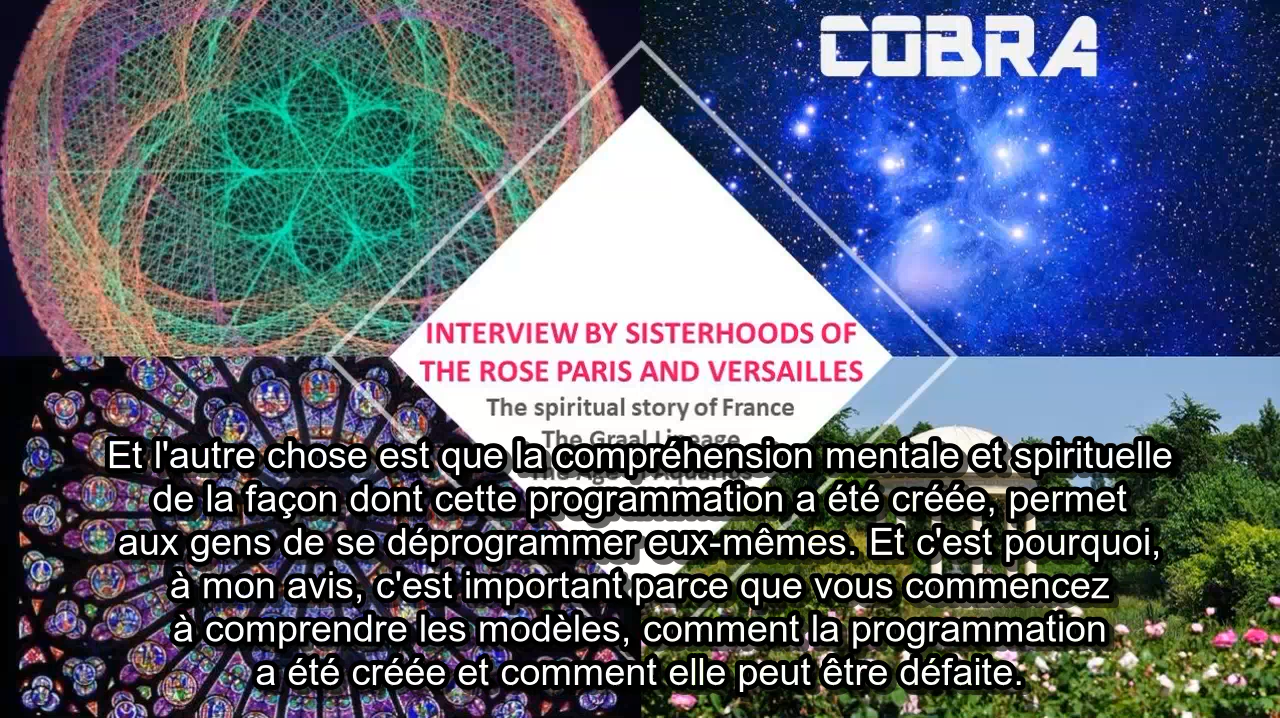 COBRA
INTERVIEW BY SISTERHOODS OF
THE ROSE PARIS AND VERSAILLES
The spiritual story of France
The Graal Lineage
Et l'autre chose est que la compréhension mentale et spirituelle
de la façon dont cette programmation a été créée, permet
aux gens de se déprogrammer eux-mêmes. Et c'est pourquoi,
à mon avis, c'est important parce que vous commencez
à comprendre les modèles, comment la programmation
a été créée et comment elle peut être défaite.